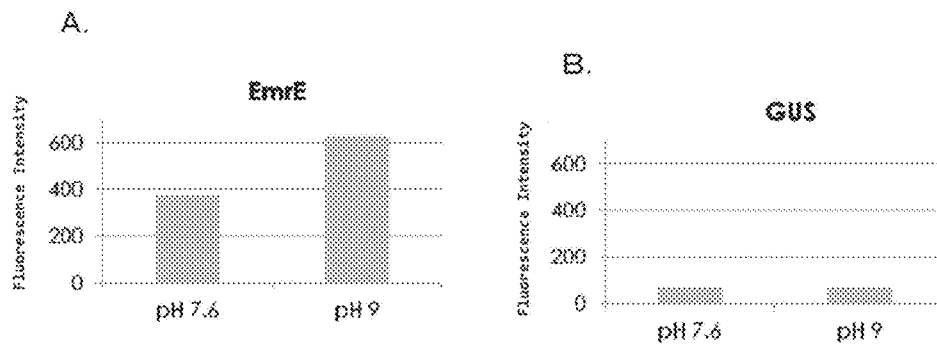 A.
EmrE
Fluorescence Intensity
600
400
200
0
pH 7.6
pH 9
B.
GUS
Fluorescence Intensity
600
400
200
0
pH 7.6
pH 9